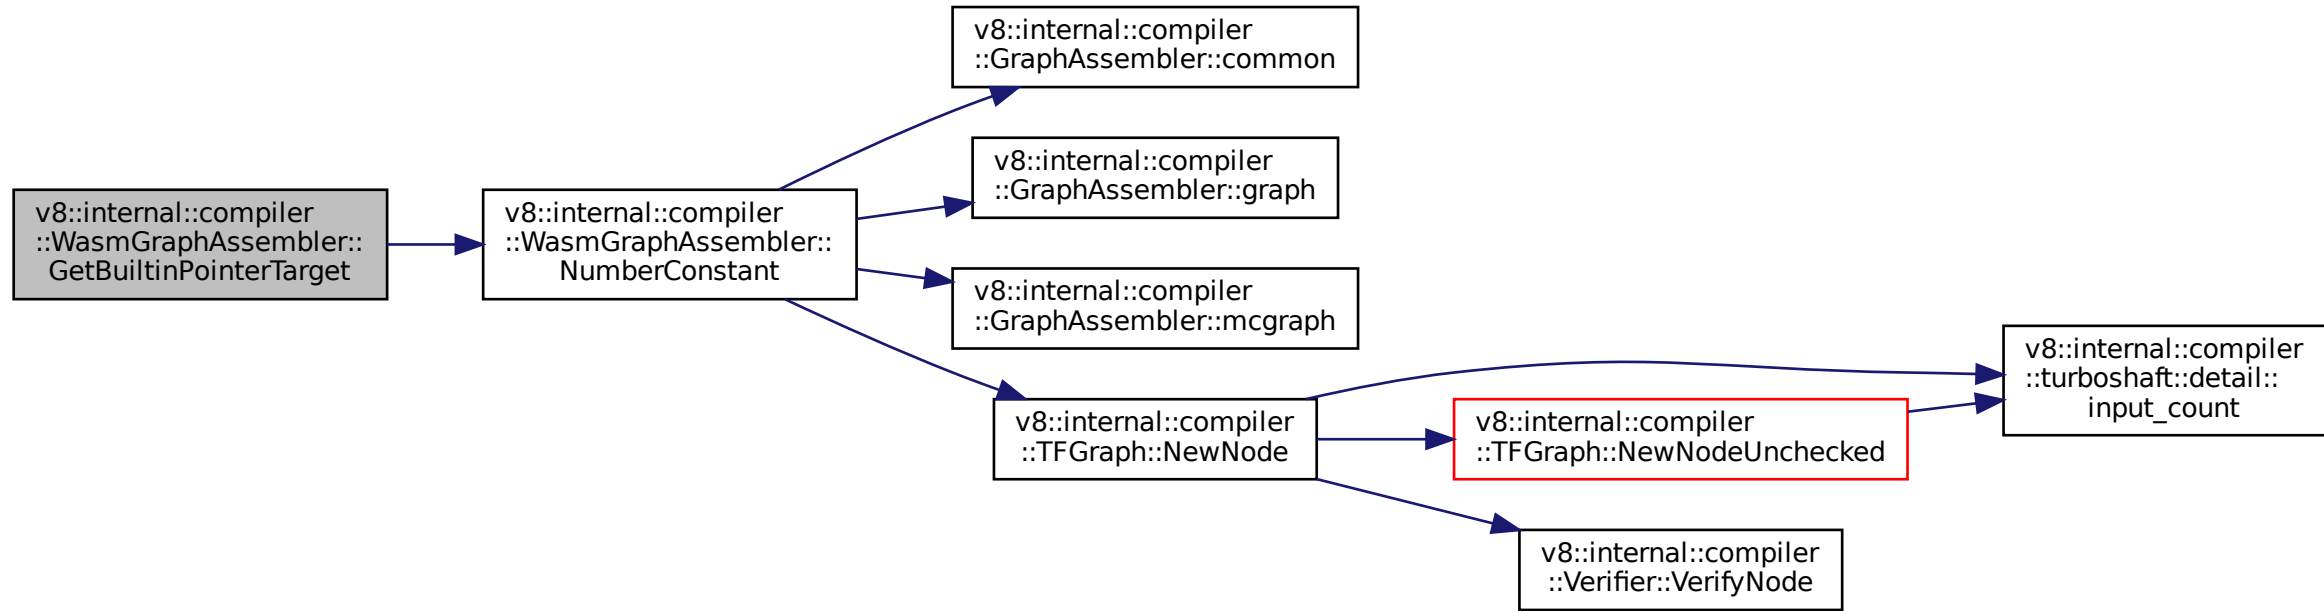 v8::internal::compiler
::WasmGraphAssembler::
GetBuiltinPointerTarget
v8::internal::compiler
::WasmGraphAssembler::
NumberConstant
v8::internal::compiler
::GraphAssembler::common
v8::internal::compiler
::GraphAssembler::graph
v8::internal::compiler
::GraphAssembler::mcgraph
v8::internal::compiler
::TFGraph::NewNode
v8::internal::compiler
::TFGraph::NewNodeUnchecked
v8::internal::compiler
::Verifier::VerifyNode
v8::internal::compiler
::turboshaft::detail::
input_count